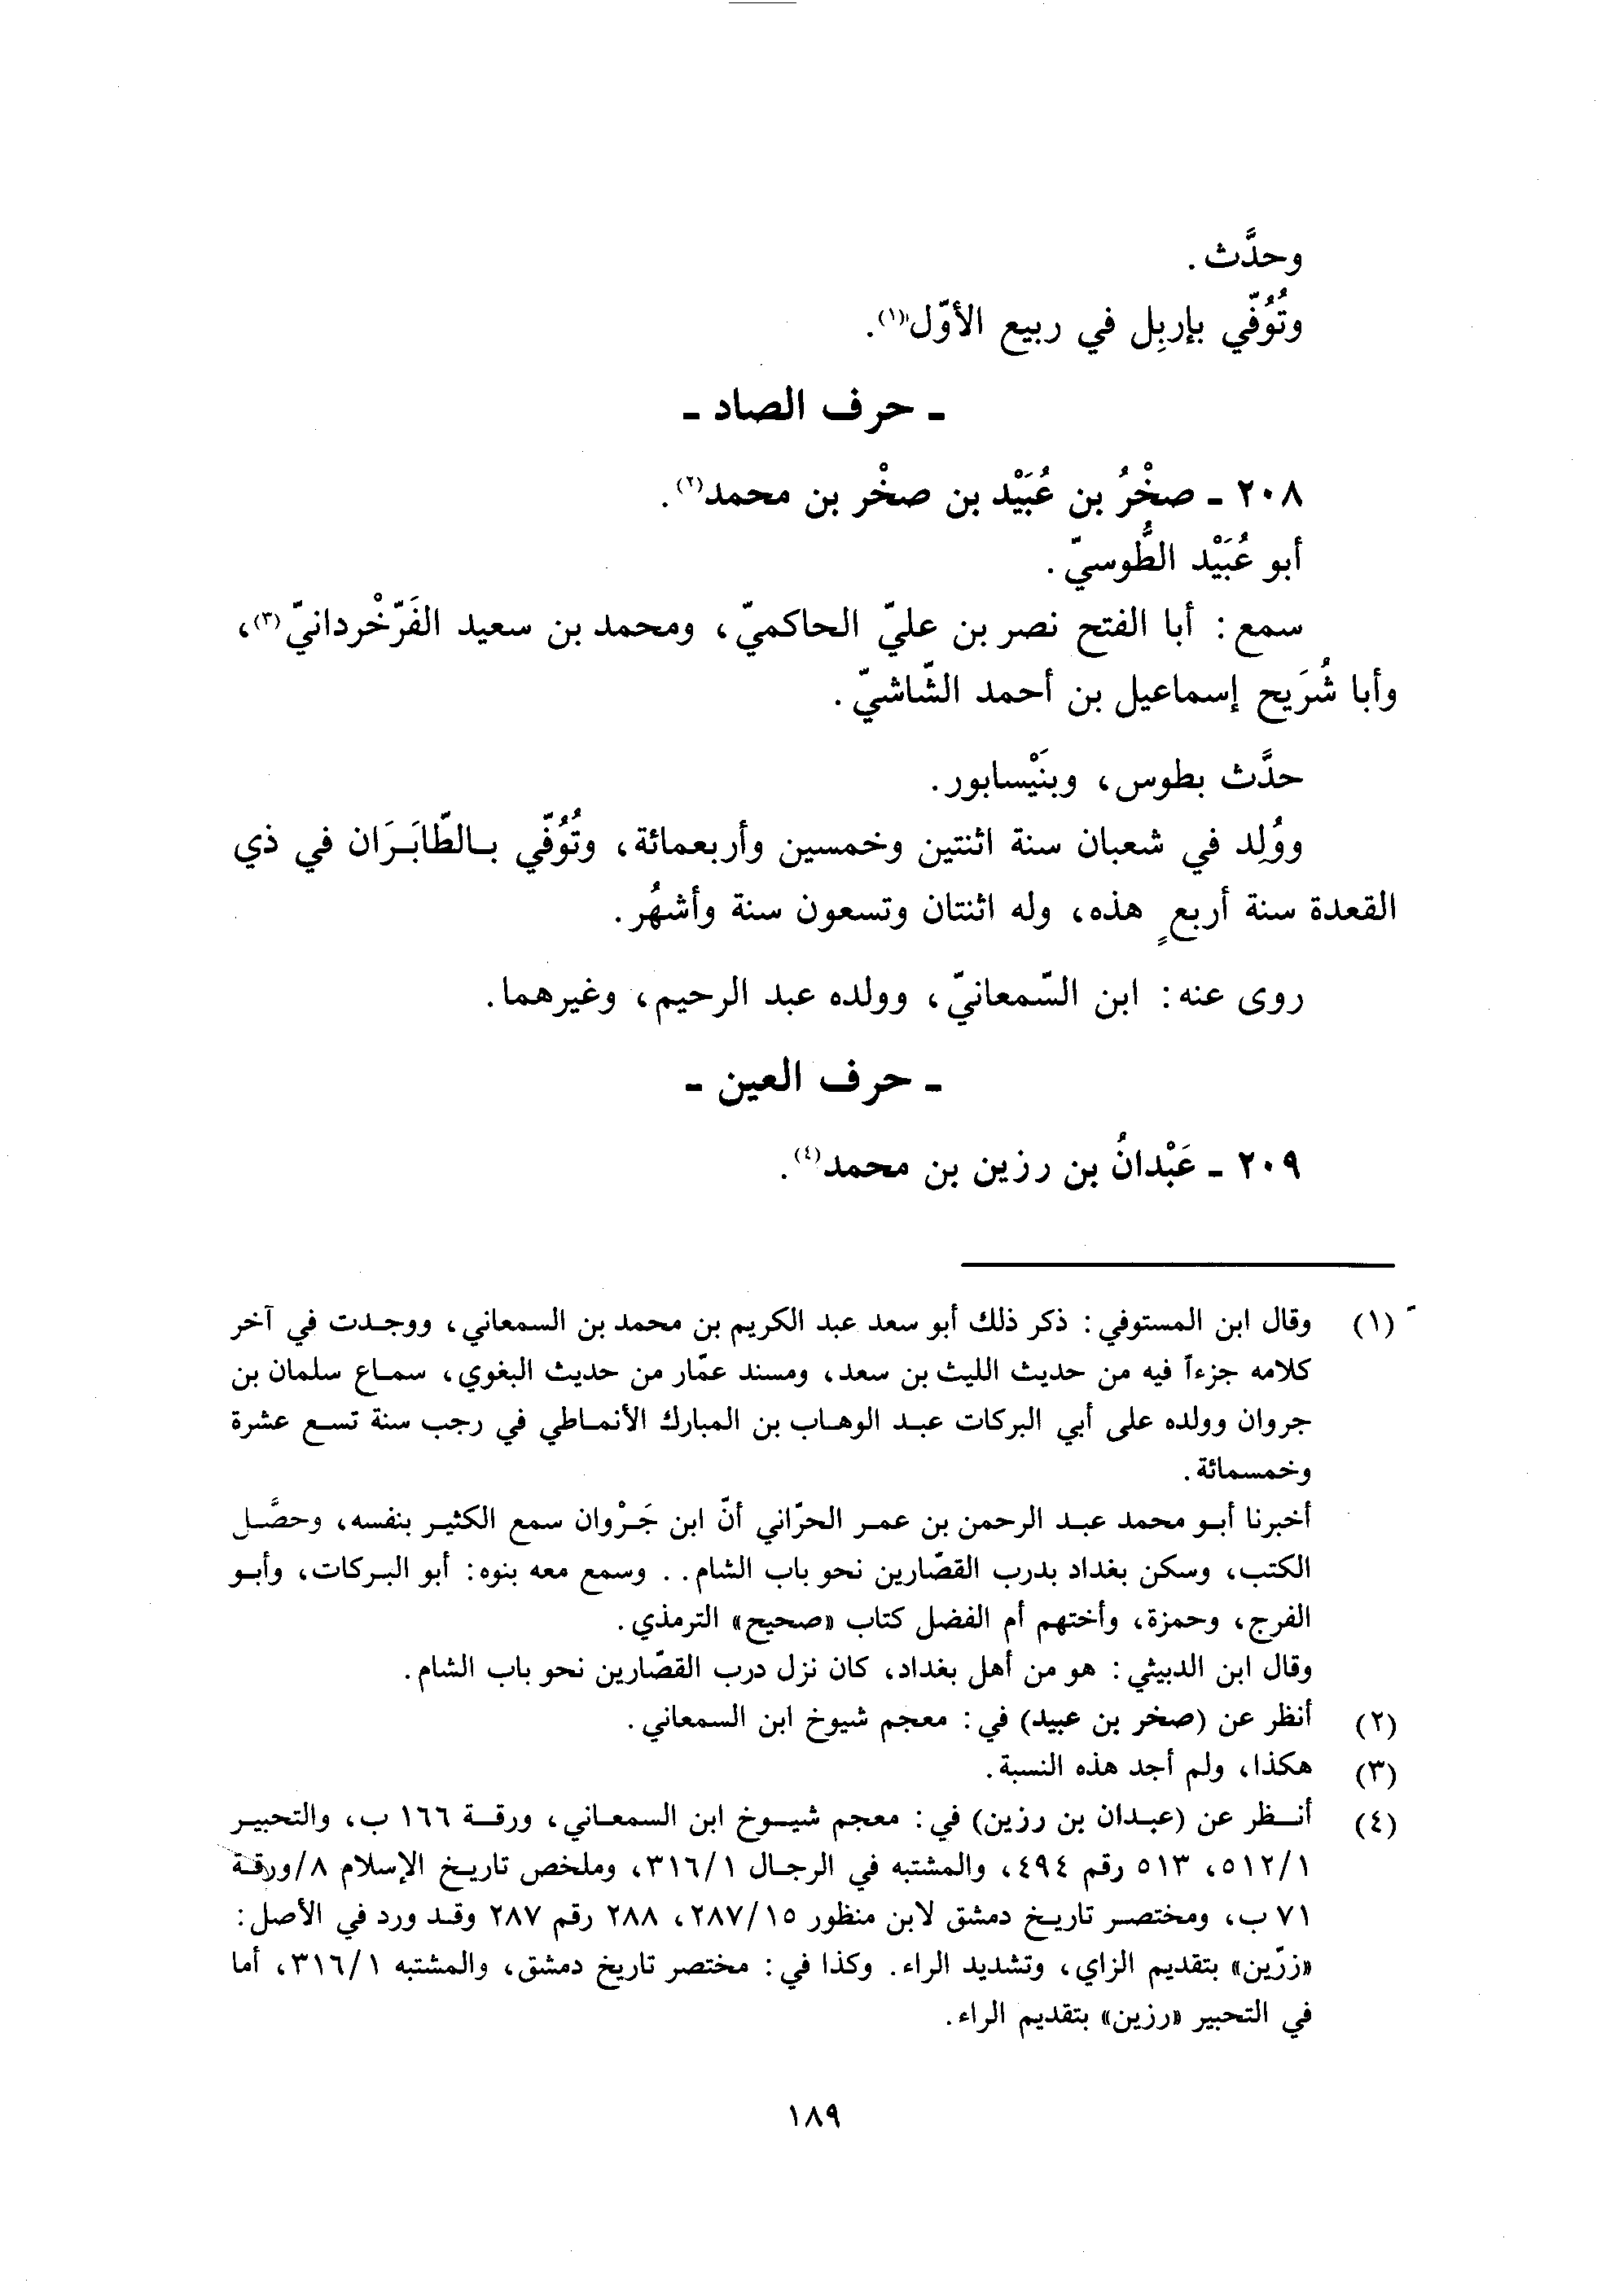 وحدَّث.
وتُوُفّي بإربِل في ربيع الأوّل(١).
ـ حرف الصاد ـ
٢٠٨ ـ صخْرُ بن عُبَيْد بن صخْر بن محمد(٢).
أبو عُبَيْد الطُّوسيّ.
سمع: أبا الفتح نصر بن عليّ الحاكميّ، ومحمد بن سعيد الفَرّخْردانيّ(٣)،
وأبا شُرَيح إسماعيل بن أحمد الشّاشيّ.
حدَّث بطوس، وبنَيْسابور.
ووُلِد في شعبان سنة اثنتين وخمسين وأربعمائة، وتُوُفّي بالطّابَرَان في ذي
القعدة سنة أربعٍ هذه، وله اثنتان وتسعون سنة وأشهُر.
روى عنه: ابن السّمعانيّ، وولده عبد الرحيم، وغيرهما.
ـ حرف العين ـ
٢٠٩ ـ عَبْدانُ بن رزين بن محمد(٤).
(١) وقال ابن المستوفي: ذكر ذلك أبو سعد عبد الكريم بن محمد بن السمعاني، ووجدت في آخر
كلامه جزءاً فيه من حديث الليث بن سعد، ومسند عمّار من حديث البغوي، سماع سلمان بن
جروان وولده على أبي البركات عبد الوهاب بن المبارك الأنماطي في رجب سنة تسع عشرة
وخمسمائة.
أخبرنا أبو محمد عبد الرحمن بن عمر الحرّاني أنّ ابن جَرْوان سمع الكثير بنفسه، وحصَّل
الكتب، وسكن بغداد بدرب القصّارين نحو باب الشام.. وسمع معه بنوه: أبو البركات، وأبو
الفرج، وحمزة، وأختهم أم الفضل كتاب «صحيح» الترمذي.
وقال ابن الدبيثي: هو من أهل بغداد، كان نزل درب القصّارين نحو باب الشام.
(٢) أنظر عن (صخر بن عبيد) في: معجم شيوخ ابن السمعاني.
(٣) هكذا، ولم أجد هذه النسبة.
(٤) أنظر عن (عبدان بن رزين) في: معجم شيوخ ابن السمعاني، ورقة ١٦٦ ب، والتحبير
٥١٢/١، ٥١٣ رقم ٤٩٤، والمشتبه في الرجال ٣١٦/١، وملخص تاريخ الإسلام ٨/ورقة
٧١ ب، ومختصر تاريخ دمشق لابن منظور ٢٨٧/١٥، ٢٨٨ رقم ٢٨٧ وقد ورد في الأصل:
«زرّين» بتقديم الزاي، وتشديد الراء. وكذا في: مختصر تاريخ دمشق، والمشتبه ٣١٦/١، أما
في التحبير «رزين» بتقديم الراء.
١٨٩